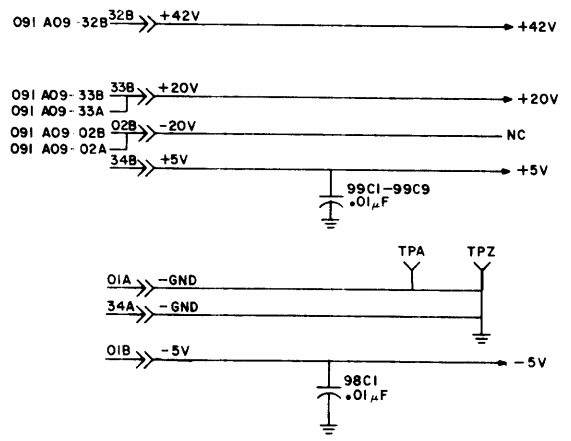 091 A09-32B 32B +42V +42V
091 A09-33B 33B +20V +20V
091 A09-33A
091 A09-02B 02B -20V NC
091 A09-02A
34B +5V +5V
99C1-99C9
.01µF
TPA TPZ
01A -GND
34A -GND
01B -5V -5V
98C1
.01µF